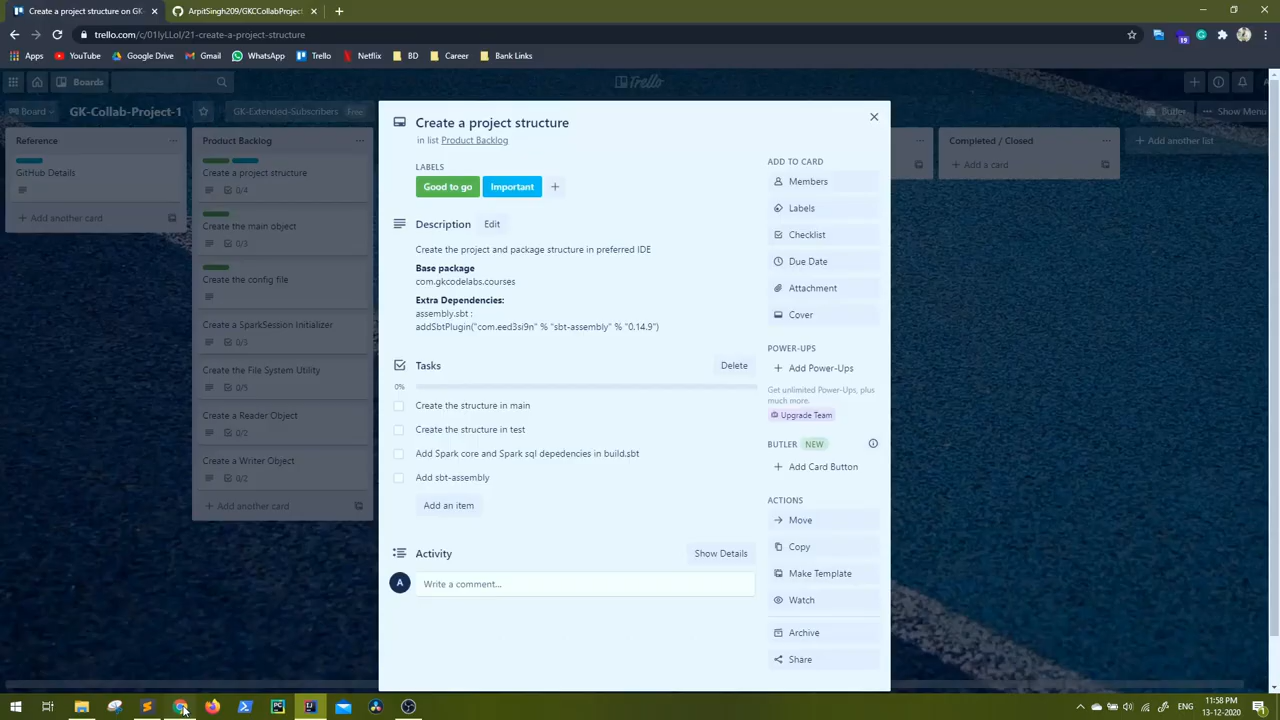 Create a project structure on GK
ArpitSingh209/GKCCollabProject
trello.com/c/01IyLLoI/21-create-a-project-structure
Apps
YouTube
Google Drive
Gmail
WhatsApp
Trello
Netflix
BD
Career
Bank Links
Boards
Trello
Board
GK-Collab-Project-1
GK-Extended-Subscribers
Free
Butler
Show Menu
Reference
GitHub Details
Add another card
Product Backlog
Create a project structure
0/4
Create the main object
0/3
Create the config file
Create a SparkSession Initializer
0/3
Create the File System Utility
0/5
Create a Reader Object
0/2
Create a Writer Object
0/2
Add another card
Create a project structure
in list Product Backlog
LABELS
Good to go
Important
Description
Edit
Create the project and package structure in preferred IDE
Base package
com.gkcodelabs.courses
Extra Dependencies:
assembly.sbt :
addSbtPlugin("com.eed3si9n" % "sbt-assembly" % "0.14.9")
Tasks
Delete
0%
Create the structure in main
Create the structure in test
Add Spark core and Spark sql depedencies in build.sbt
Add sbt-assembly
Add an item
Activity
Show Details
A
Write a comment...
ADD TO CARD
Members
Labels
Checklist
Due Date
Attachment
Cover
POWER-UPS
Add Power-Ups
Get unlimited Power-Ups, plus
much more.
Upgrade Team
BUTLER
NEW
Add Card Button
ACTIONS
Move
Copy
Make Template
Watch
Archive
Share
Completed / Closed
Add a card
Add another list
11:58 PM
13-12-2020